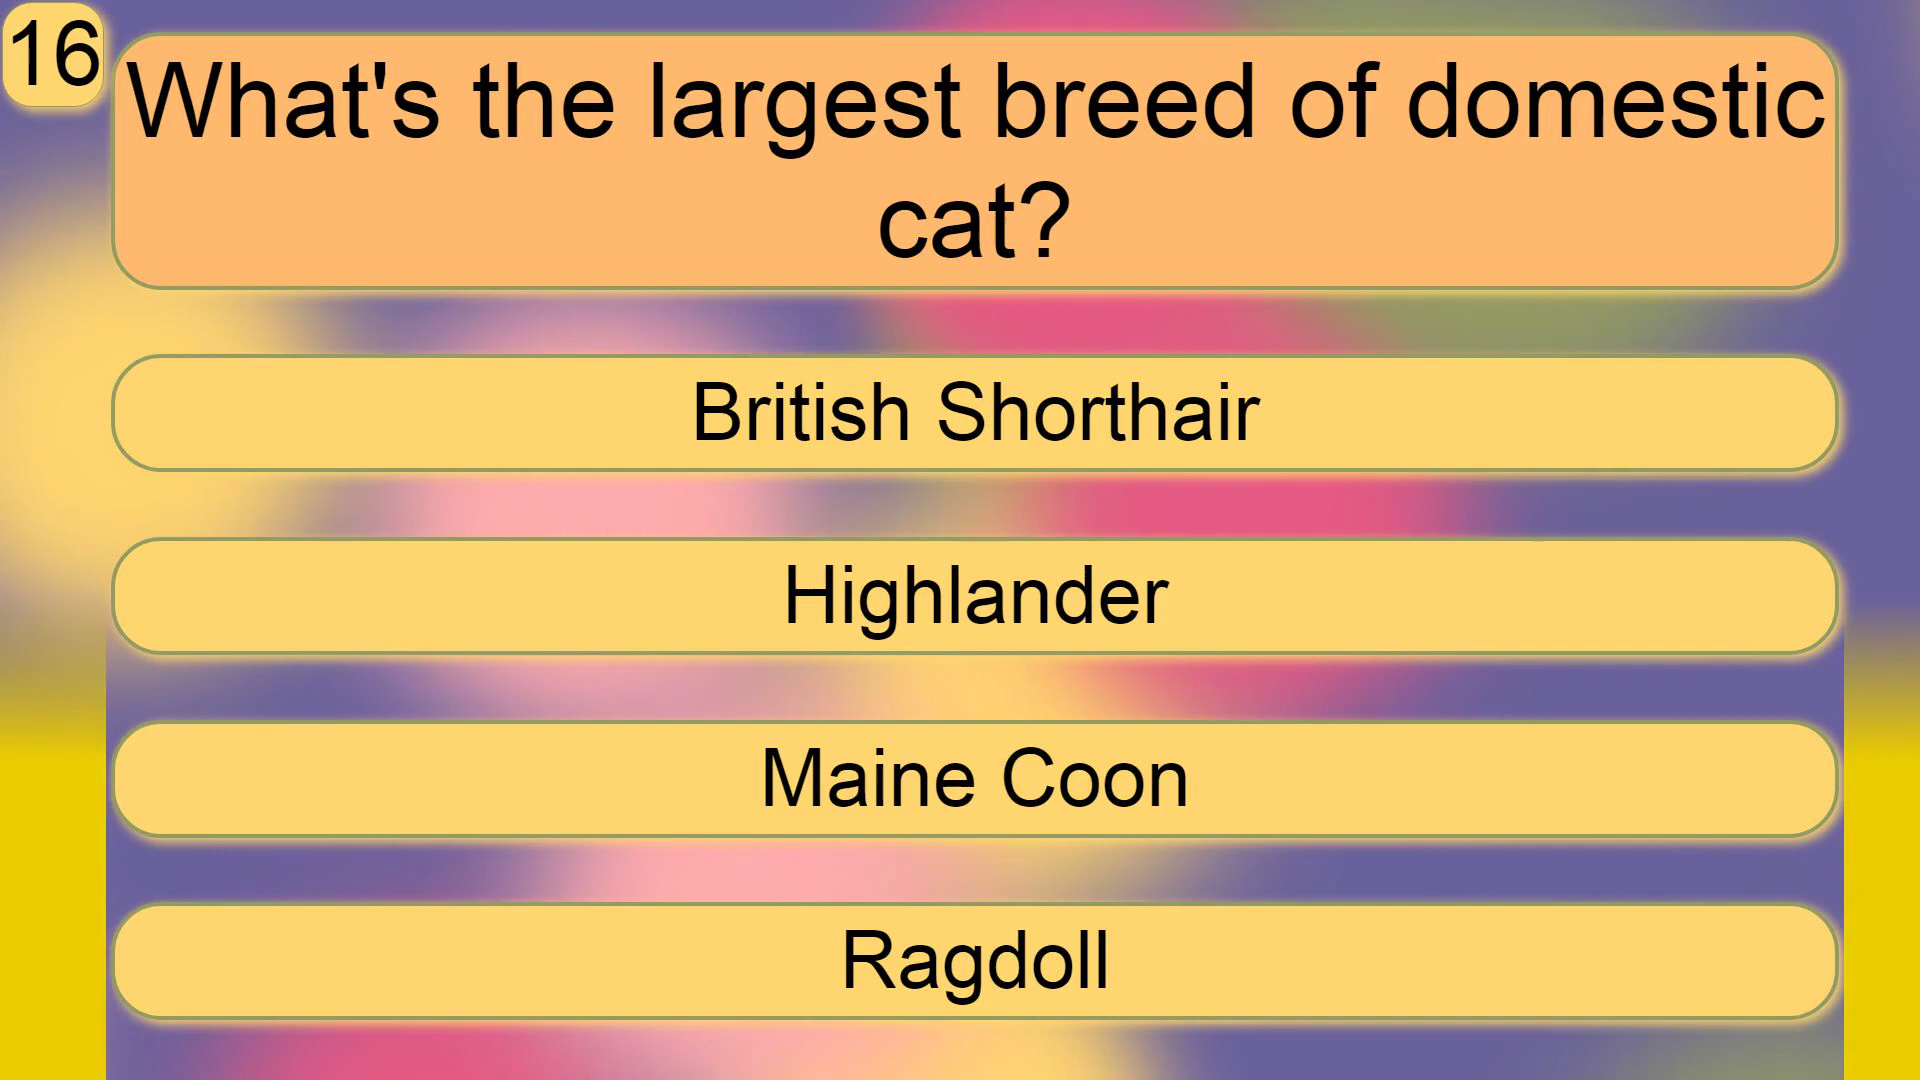 16
What's the largest breed of domestic
cat?
British Shorthair
Highlander
Maine Coon
Ragdoll